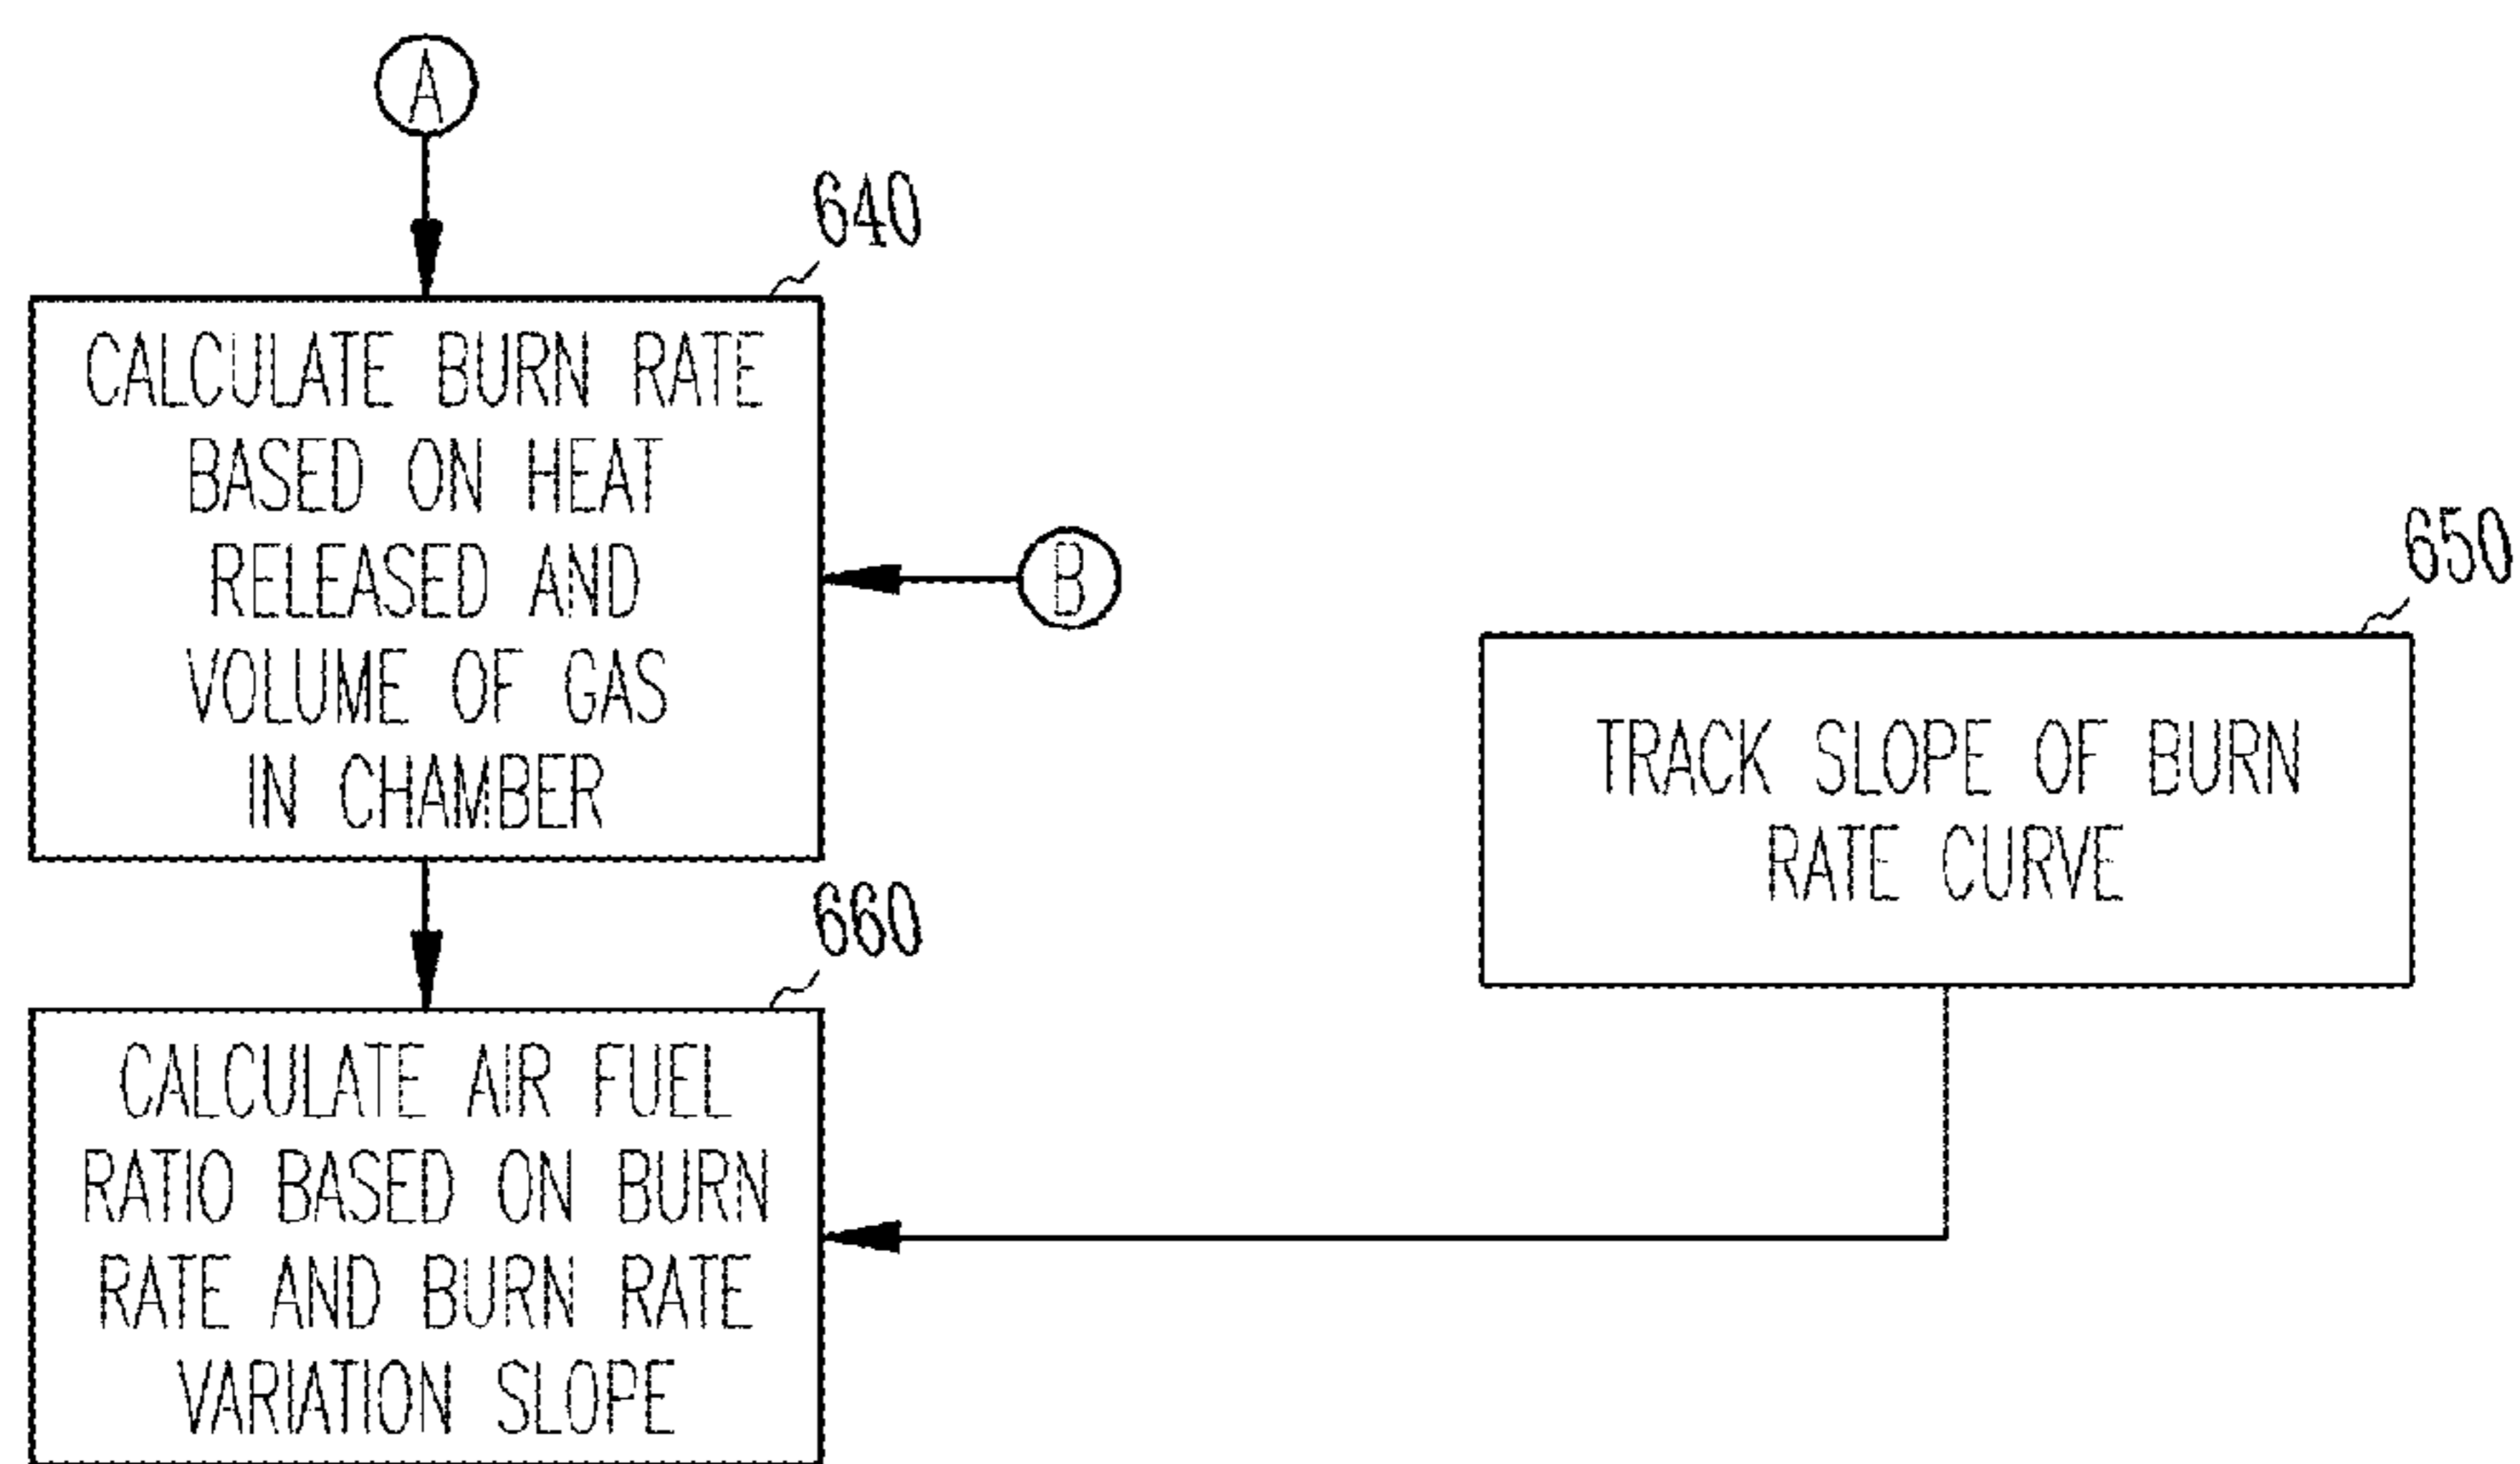 A
640
CALCULATE BURN RATE
BASED ON HEAT
RELEASED AND
VOLUME OF GAS
IN CHAMBER
B
650
TRACK SLOPE OF BURN
RATE CURVE
660
CALCULATE AIR FUEL
RATIO BASED ON BURN
RATE AND BURN RATE
VARIATION SLOPE